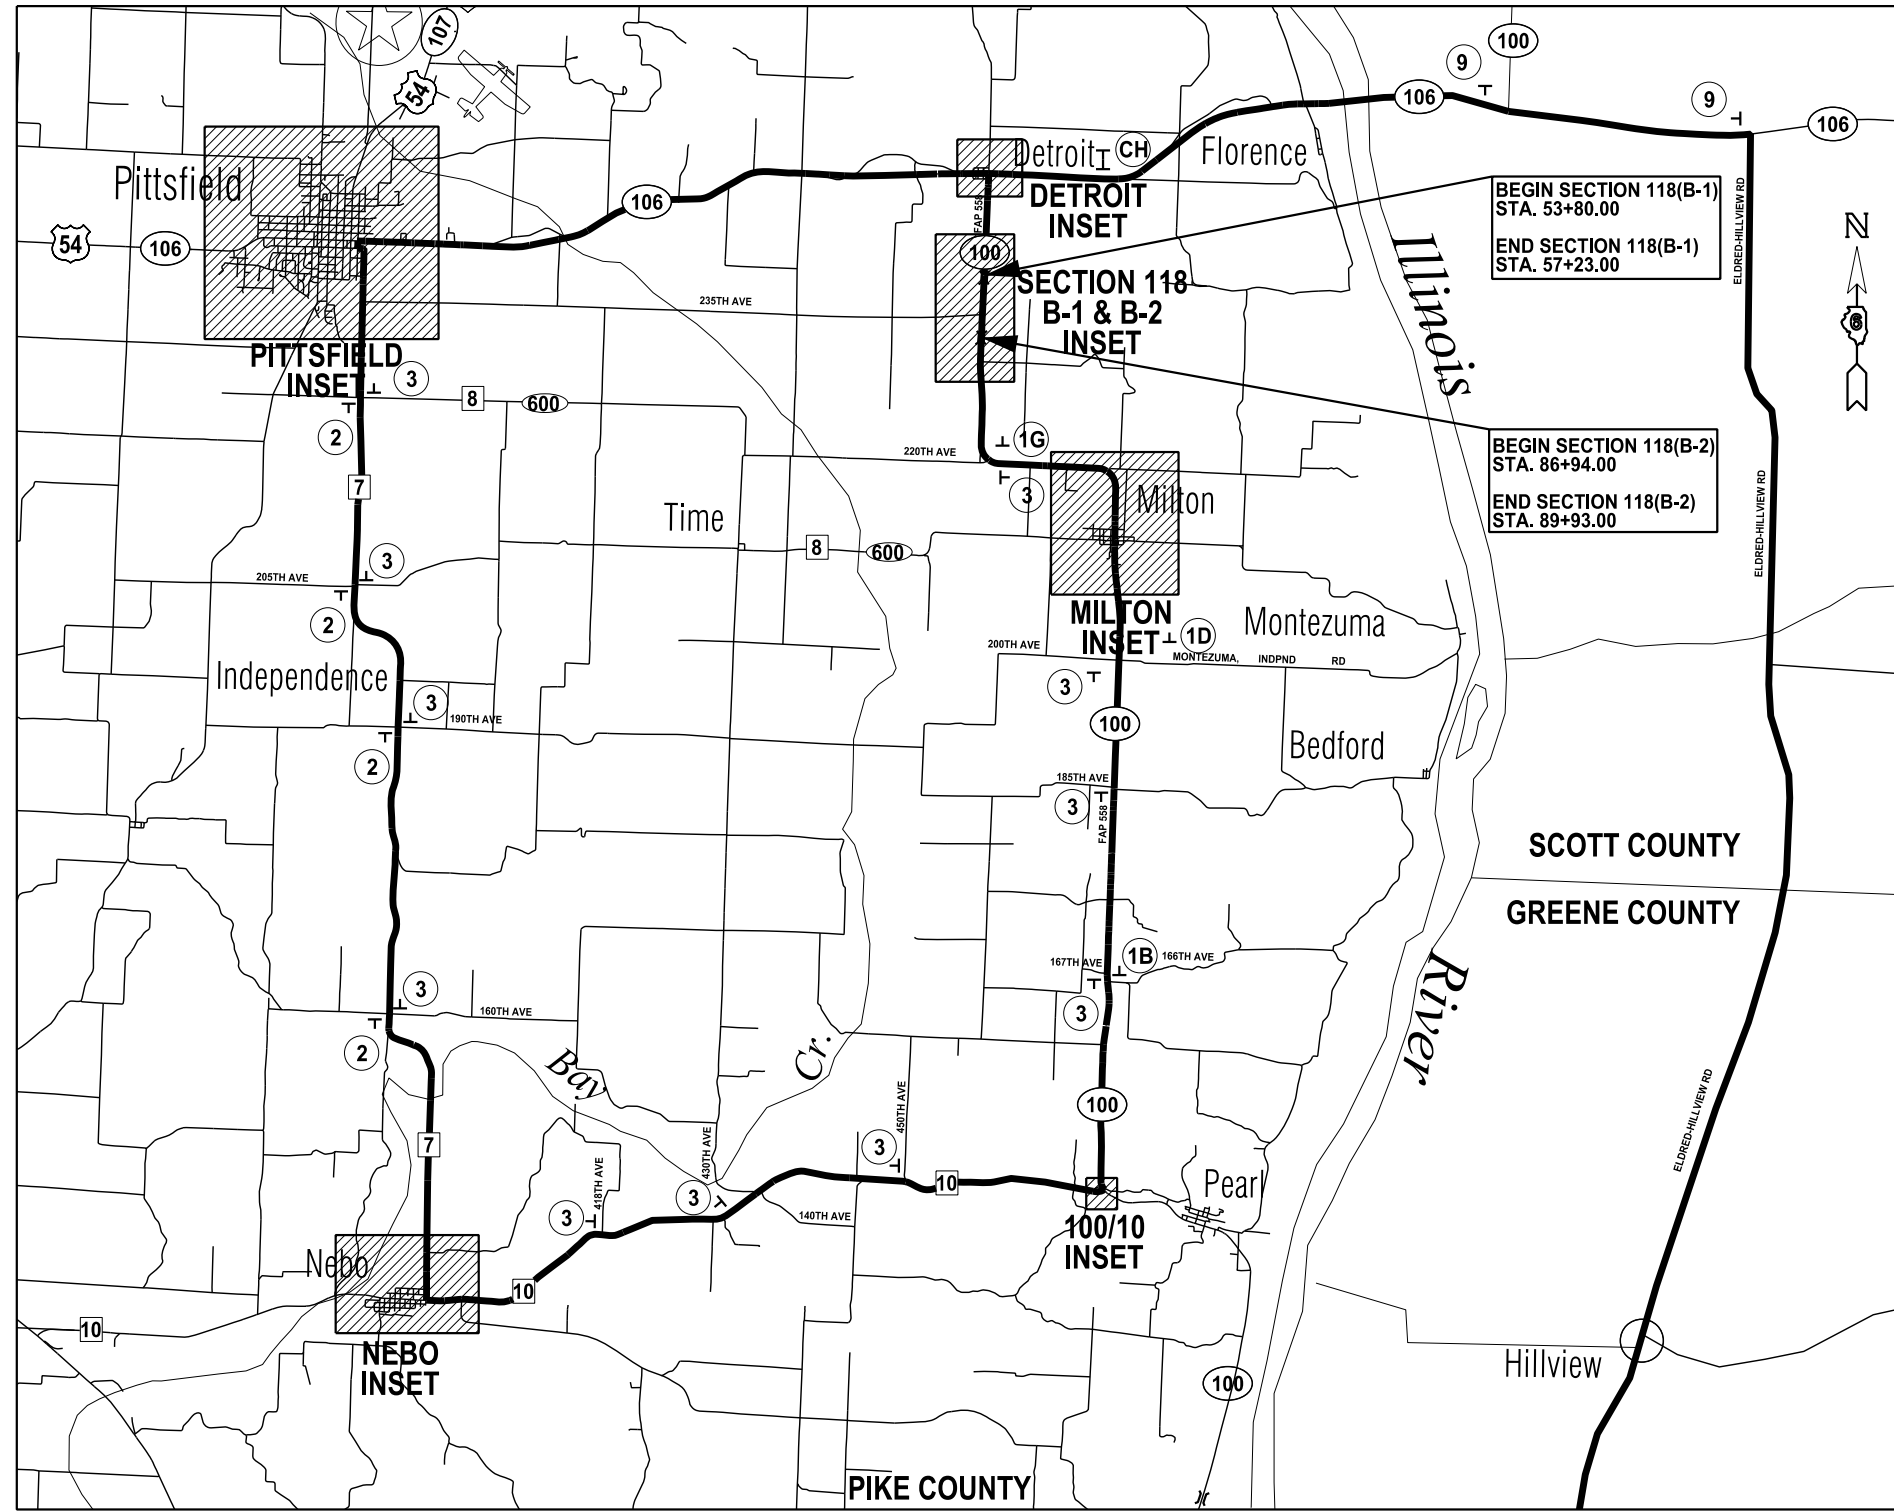 107
54
100
9
106
9
106
Pittsfield
Detroit
CH
Florence
DETROIT
INSET
106
54
106
FAP 558
100
BEGIN SECTION 118(B-1)
STA. 53+80.00
END SECTION 118(B-1)
STA. 57+23.00
ELDRED-HILLVIEW RD
N
6
SECTION 118
B-1 & B-2
INSET
235TH AVE
Illinois
PITTSFIELD
INSET
3
8
600
2
220TH AVE
1G
3
BEGIN SECTION 118(B-2)
STA. 86+94.00
END SECTION 118(B-2)
STA. 89+93.00
ELDRED-HILLVIEW RD
7
Time
Milton
8
600
3
205TH AVE
2
MILTON
INSET
1D
Montezuma
200TH AVE
MONTEZUMA, INDPND RD
3
Independence
3
190TH AVE
100
2
Bedford
185TH AVE
3
FAP 558
SCOTT COUNTY
GREENE COUNTY
167TH AVE
1B
166TH AVE
3
3
160TH AVE
2
Bay
Cr.
River
100
ELDRED-HILLVIEW RD
7
450TH AVE
3
430TH AVE
418TH AVE
3
3
10
140TH AVE
Pearl
100/10
INSET
Nebo
10
10
NEBO
INSET
Hillview
100
PIKE COUNTY